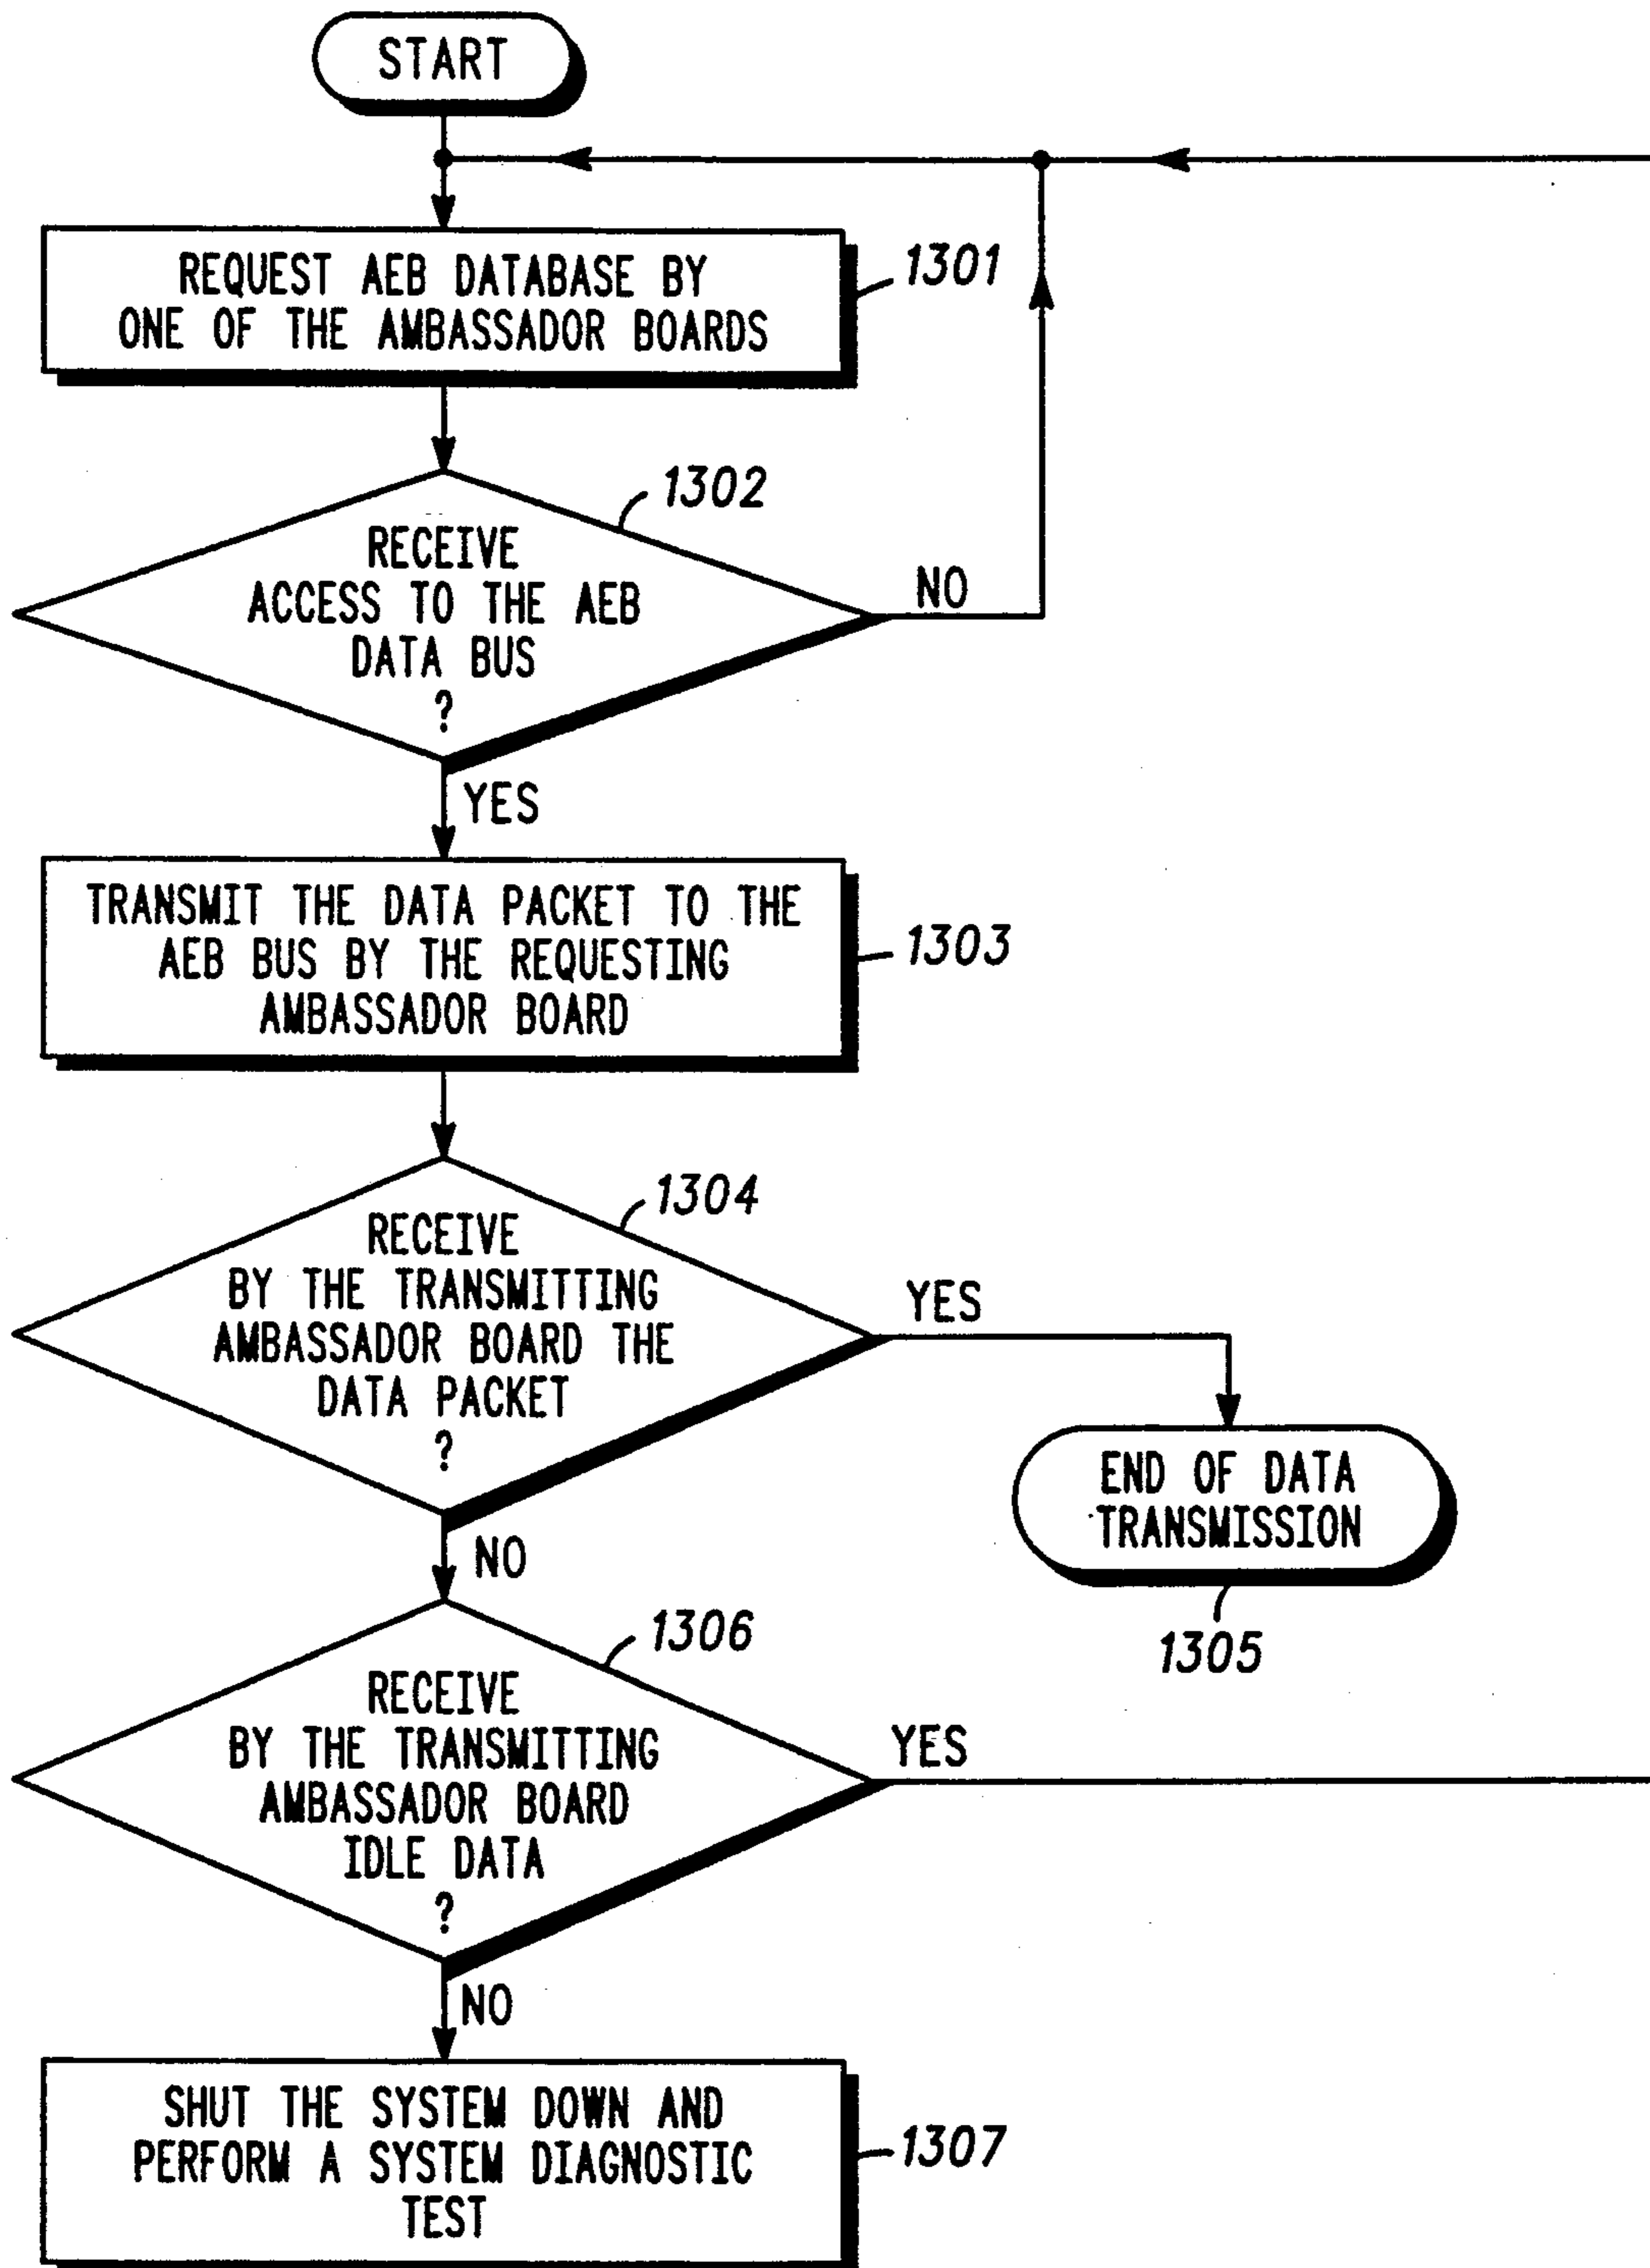 START
REQUEST AEB DATABASE BY
ONE OF THE AMBASSADOR BOARDS
1301
1302
RECEIVE
ACCESS TO THE AEB
DATA BUS
?
NO
YES
TRANSMIT THE DATA PACKET TO THE
AEB BUS BY THE REQUESTING
AMBASSADOR BOARD
1303
1304
RECEIVE
BY THE TRANSMITTING
AMBASSADOR BOARD THE
DATA PACKET
?
YES
NO
END OF DATA
TRANSMISSION
1305
1306
RECEIVE
BY THE TRANSMITTING
AMBASSADOR BOARD
IDLE DATA
?
YES
NO
SHUT THE SYSTEM DOWN AND
PERFORM A SYSTEM DIAGNOSTIC
TEST
1307